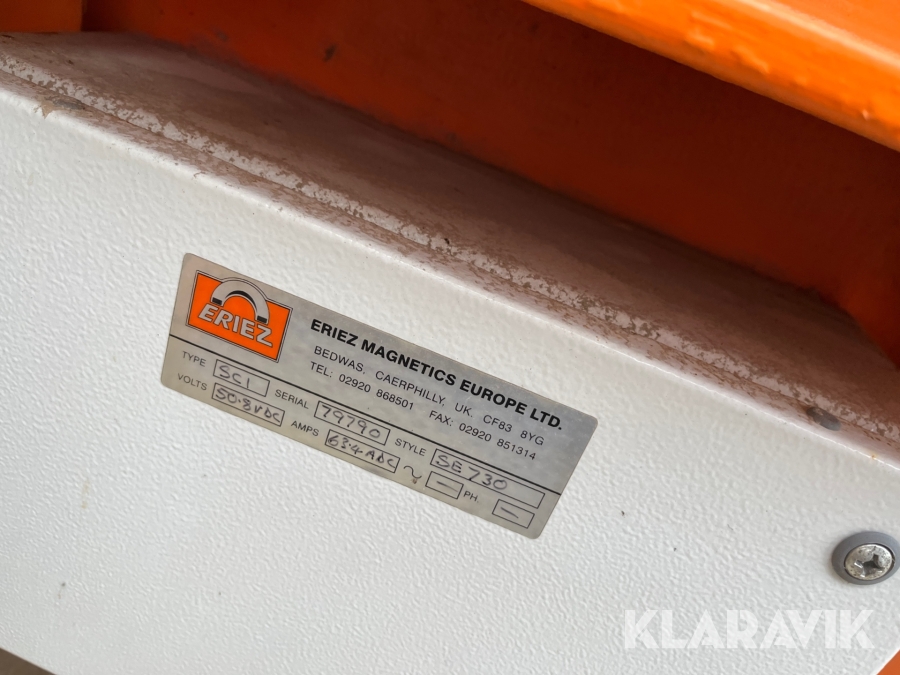 ERIEZ
ERIEZ MAGNETICS EUROPE LTD.
BEDWAS, CAERPHILLY, UK. CF83 8YG
TEL: 02920 868501 FAX: 02920 851314
TYPE SC1 SERIAL 79790 STYLE SE730
VOLTS 50.8VDC AMPS 63.4ADC ~ — PH. —
KLARAVIK